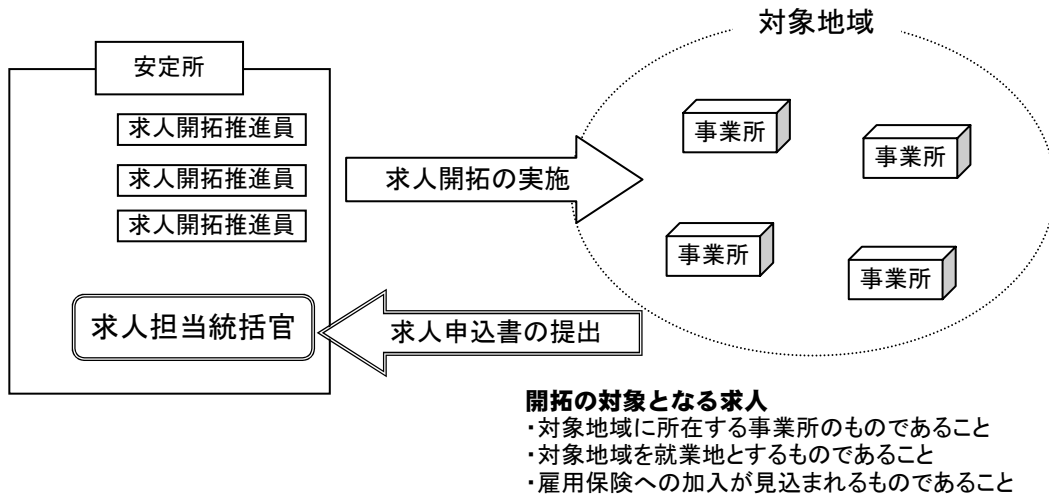 対象地域
安定所
求人開拓推進員
求人開拓推進員
求人開拓推進員
求人開拓の実施
事業所
事業所
事業所
事業所
求人担当統括官
求人申込書の提出
開拓の対象となる求人
・対象地域に所在する事業所のものであること
・対象地域を就業地とするものであること
・雇用保険への加入が見込まれるものであること